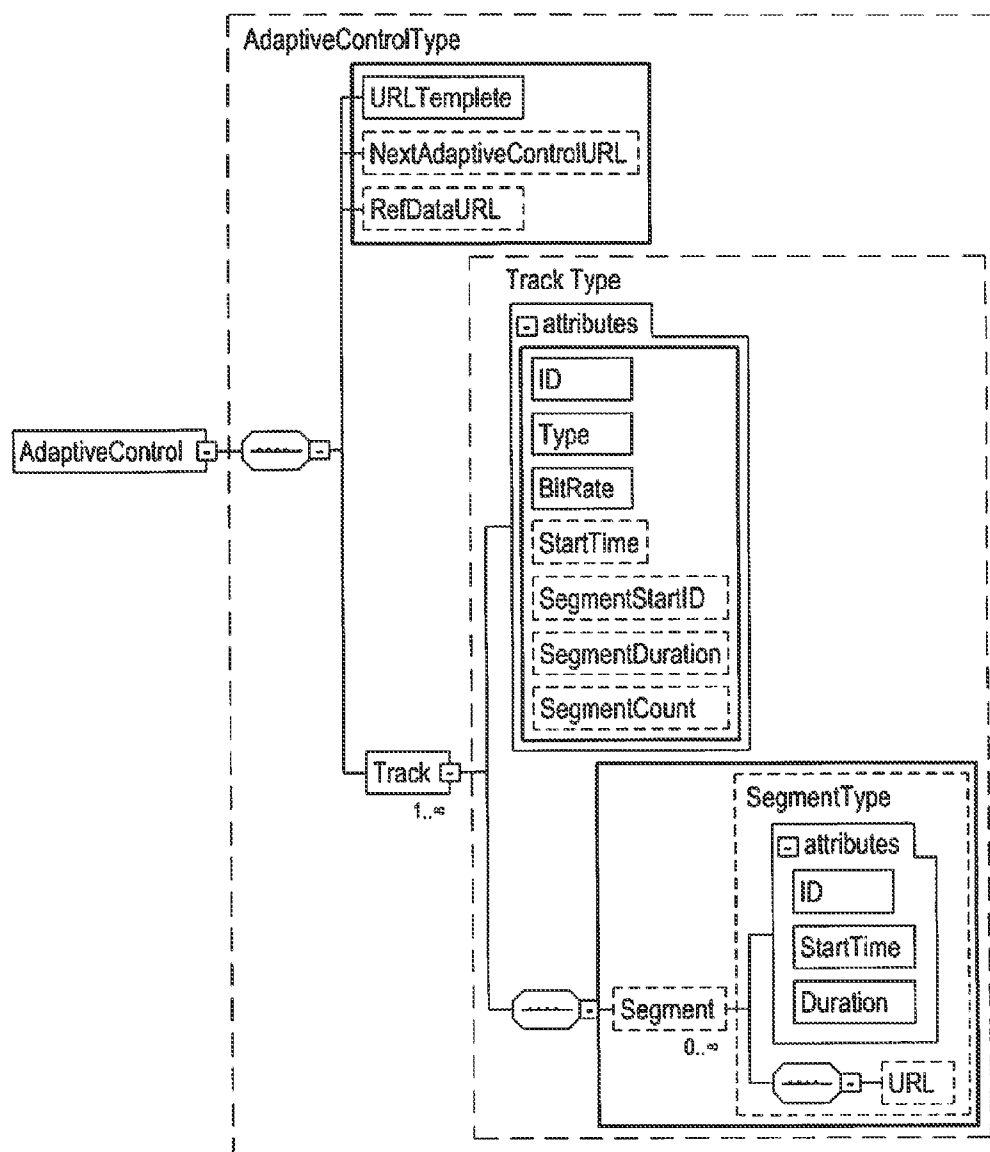 AdaptiveControlType
URLTemplete
NextAdaptiveControlURL
RefDataURL
Track Type
attributes
ID
Type
BitRate
StartTime
SegmentStartID
SegmentDuration
SegmentCount
AdaptiveControl
Track
1..∞
SegmentType
attributes
ID
StartTime
Duration
Segment
0..∞
URL